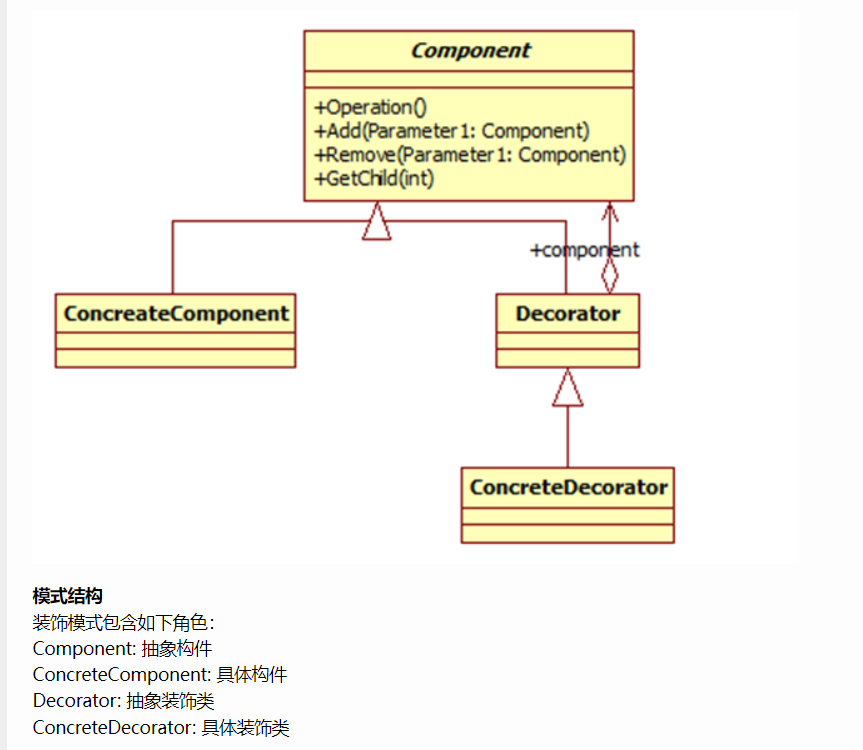 Component
+Operation()
+Add(Parameter1: Component)
+Remove(Parameter1: Component)
+GetChild(int)
+component
ConcreateComponent
Decorator
ConcreteDecorator
模式结构
装饰模式包含如下角色：
Component: 抽象构件
ConcreteComponent: 具体构件
Decorator: 抽象装饰类
ConcreteDecorator: 具体装饰类